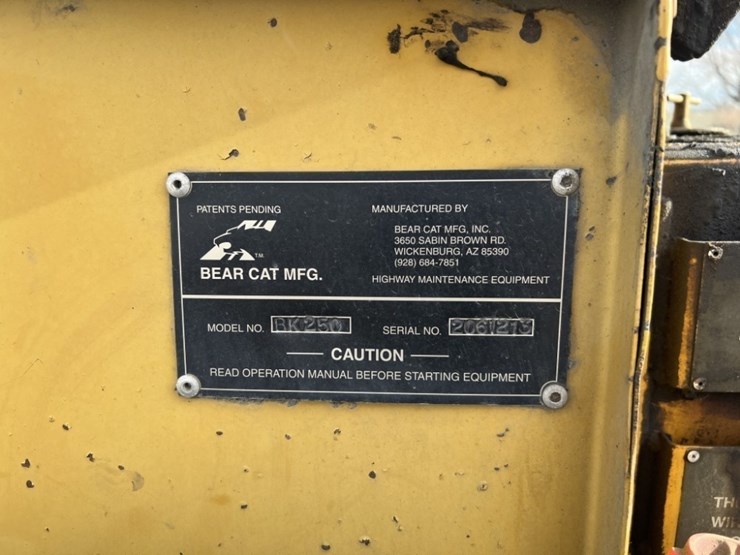 PATENTS PENDING
T.M.
BEAR CAT MFG.
MANUFACTURED BY
BEAR CAT MFG, INC.
3650 SABIN BROWN RD.
WICKENBURG, AZ 85390
(928) 684-7851
HIGHWAY MAINTENANCE EQUIPMENT
MODEL NO. BK250
SERIAL NO.
CAUTION
READ OPERATION MANUAL BEFORE STARTING EQUIPMENT